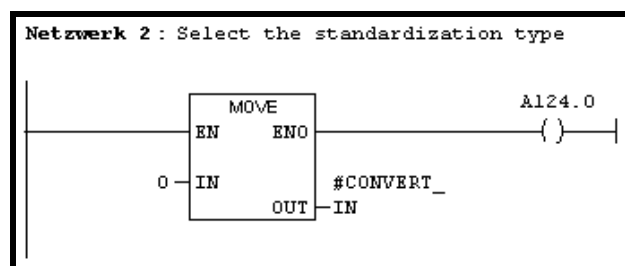 Netzwerk 2 : Select the standardization type
MOVE
A124.0
EN ENO
( )
0 IN #CONVERT_
OUT IN